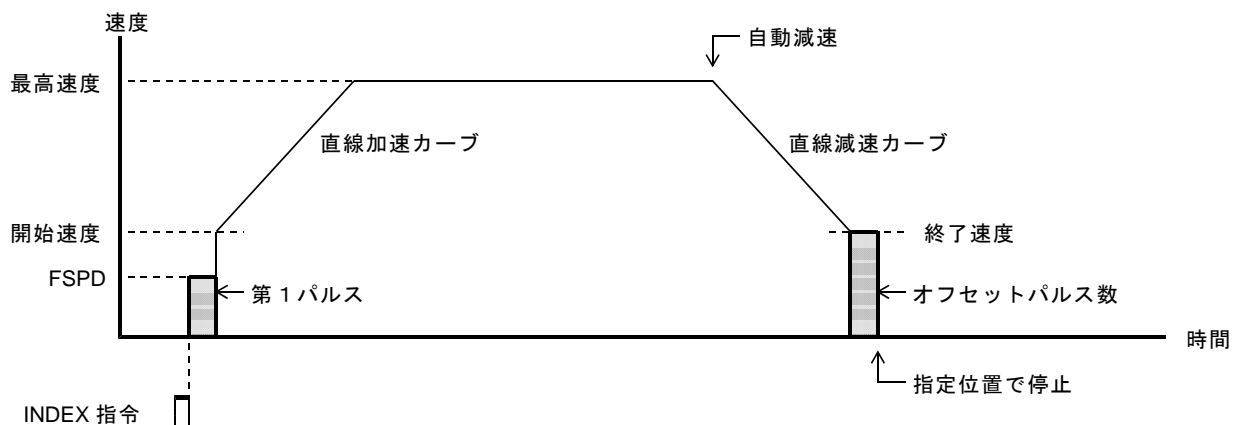 速度
自動減速
最高速度
直線加速カーブ
直線減速カーブ
開始速度
終了速度
FSPD
第1パルス
オフセットパルス数
時間
指定位置で停止
INDEX 指令